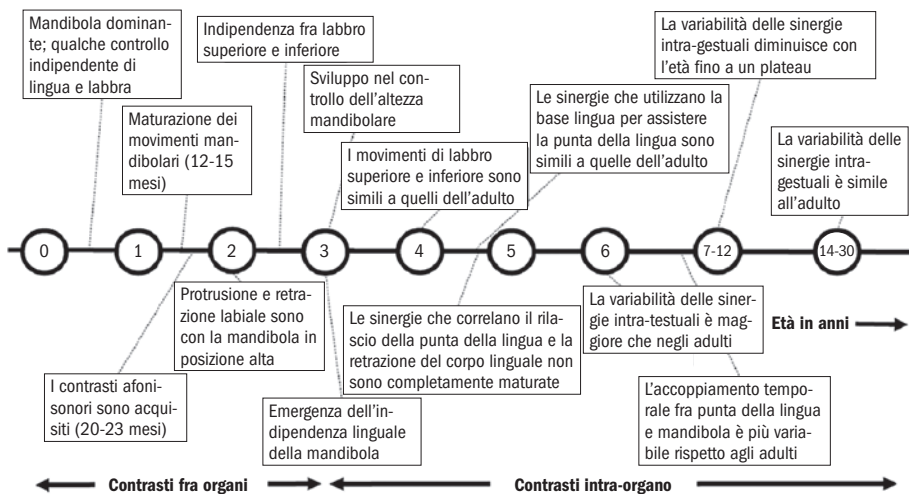 Mandibola dominan-
te; qualche controllo
indipendente di
lingua e labbra
Indipendenza fra labbro
superiore e inferiore
La variabilità delle sinergie
intra-gestuali diminuisce con
l'età fino a un plateau
Sviluppo nel con-
trollo dell'altezza
mandibolare
Maturazione dei
movimenti man-
dibolari (12-15
mesi)
Le sinergie che utilizzano la
base lingua per assistere
la punta della lingua sono
simili a quelle dell'adulto
I movimenti di labbro
superiore e inferiore sono
simili a quelli dell'adulto
La variabilità delle
sinergie intra-
gestuali è simile
all'adulto
0
1
2
3
4
5
6
7-12
14-30
Protrusione e retra-
zione labiale sono
con la mandibola in
posizione alta
Le sinergie che correlano il rila-
scio della punta della lingua e la
retrazione del corpo linguale non
sono completamente maturate
La variabilità delle siner-
gie intra-testuali è mag-
giore che negli adulti
Età in anni
I contrasti afoni-
sonori sono acqui-
siti (20-23 mesi)
Emergenza dell'in-
dipendenza linguale
della mandibola
L'accoppiamento tempo-
rale fra punta della lingua
e mandibola è più varia-
bile rispetto agli adulti
Contrasti fra organi
Contrasti intra-organo